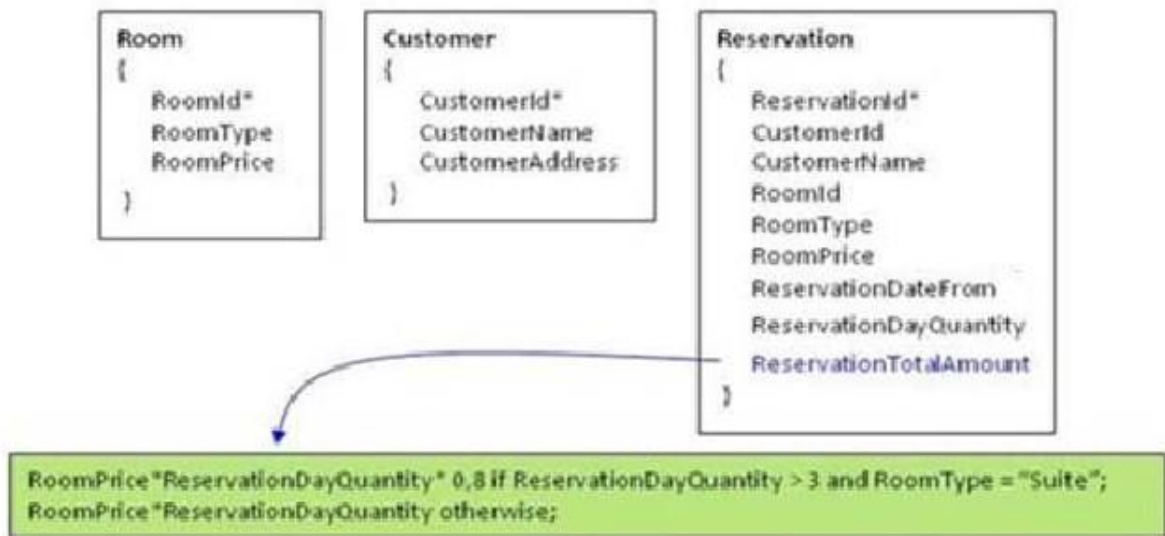 Room
{
RoomId*
RoomType
RoomPrice
}
Customer
{
CustomerId*
CustomerName
CustomerAddress
}
Reservation
{
ReservationId*
CustomerId
CustomerName
RoomId
RoomType
RoomPrice
ReservationDateFrom
ReservationDayQuantity
ReservationTotalAmount
}
RoomPrice*ReservationDayQuantity* 0,8 if ReservationDayQuantity > 3 and RoomType = "Suite";
RoomPrice*ReservationDayQuantity otherwise;